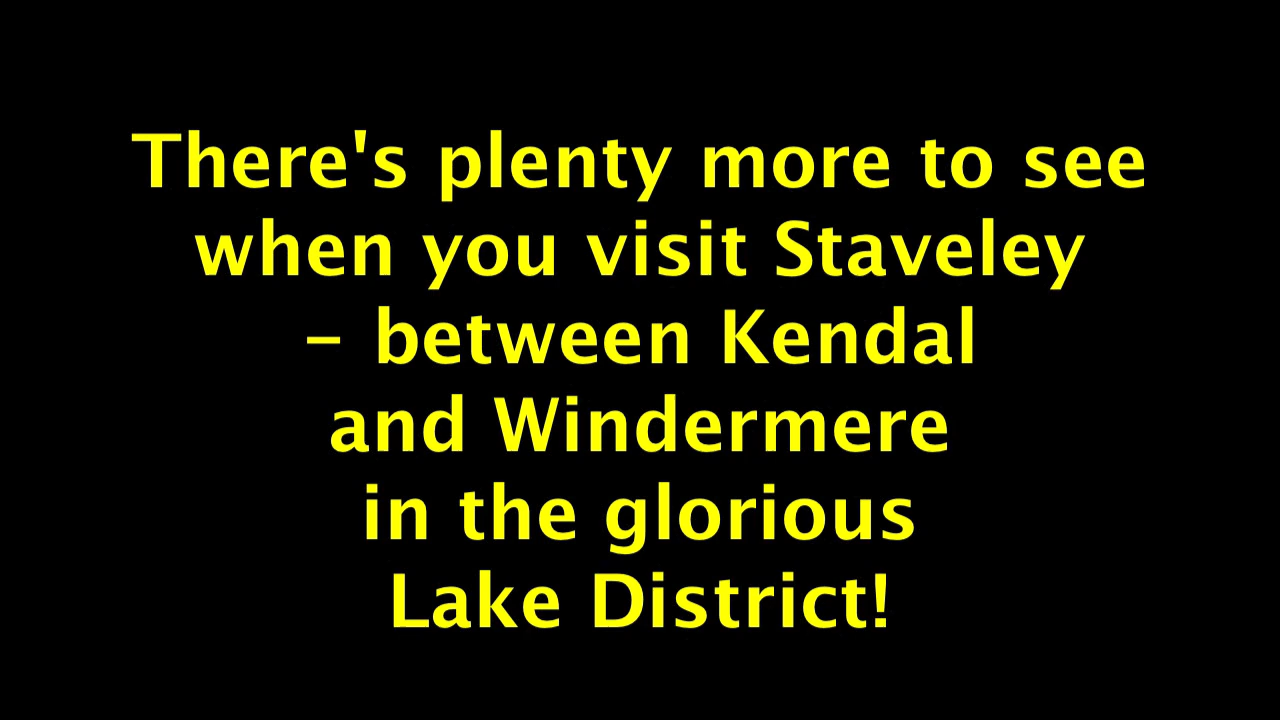 There's plenty more to see
when you visit Staveley
– between Kendal
and Windermere
in the glorious
Lake District!